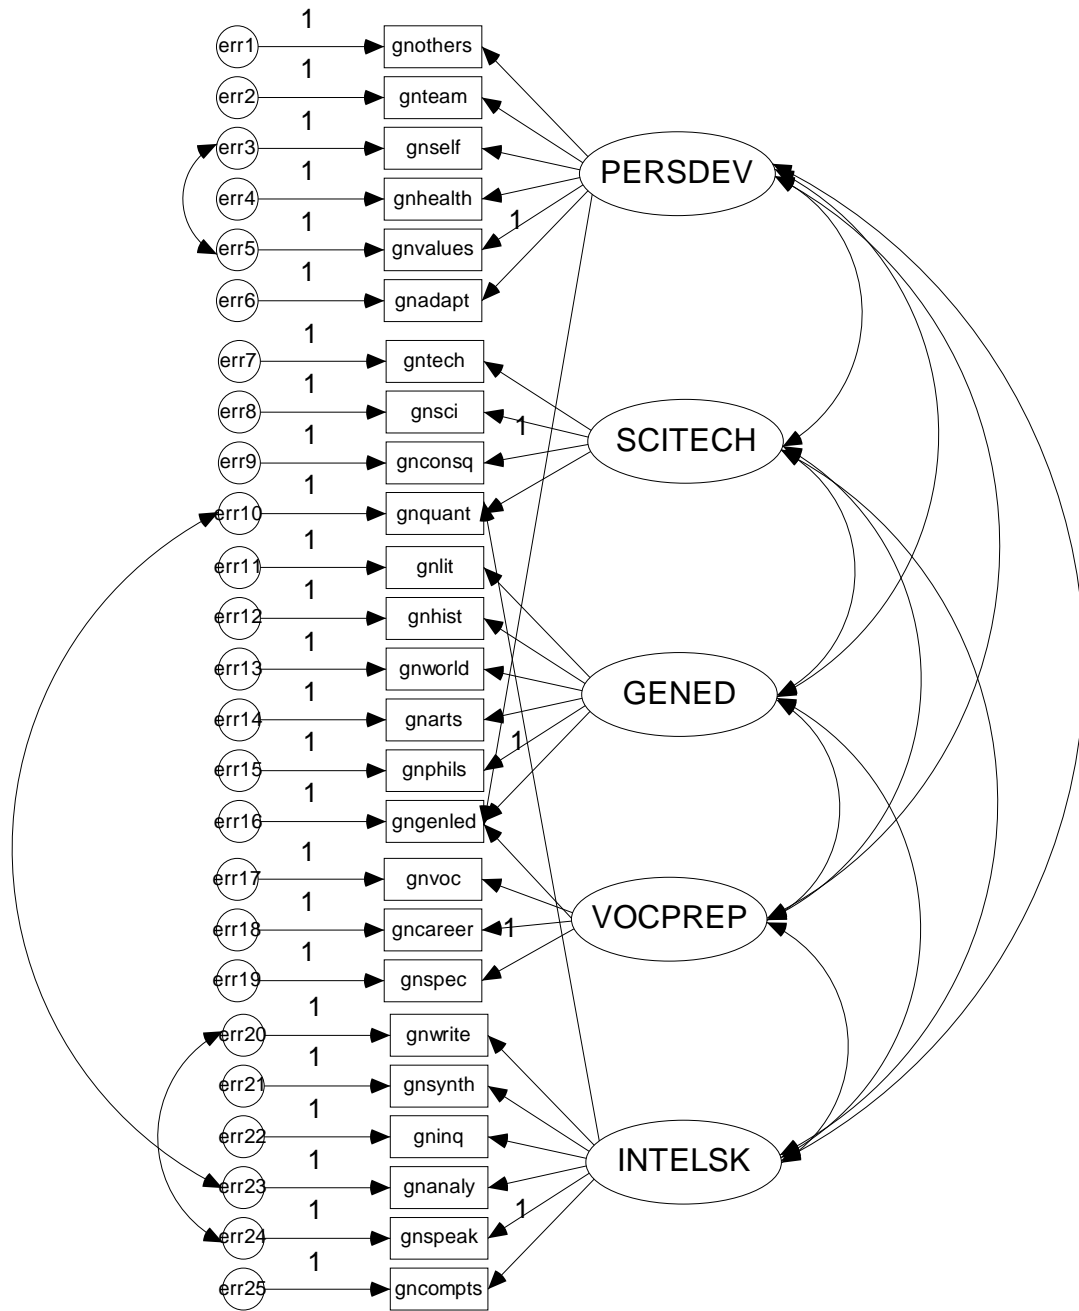 1
err1 gnothers
1
err2 gnteam
1
err3 gnself PERSDEV
1
err4 gnhealth
1 1
err5 gnvalues
1
err6 gnadapt
1
err7 gntech
1
err8 gnsci
1 SCITECH
1
err9 gnconsq
1
err10 gnquant
1
err11 gnlit
1
err12 gnhist
1
err13 gnworld
1 GENED
err14 gnarts
1 1
err15 gnphils
1
err16 gngenled
1
err17 gnvoc
1 VOCPREP
err18 gncareer 1
1
err19 gnspec
1
err20 gnwrite
1
err21 gnsynth
1
err22 gninq
1 INTELSK
err23 gnanaly
1 1
err24 gnspeak
1
err25 gncompts